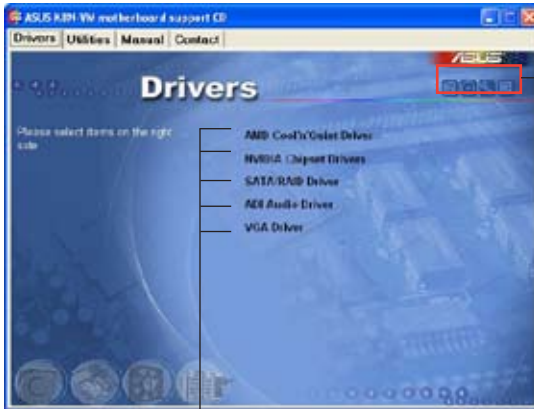 ASUS K8N-VM motherboard support CD
Drivers Utilities Manual Contact
ASUS
Drivers
Please select items on the right
side
AMD Cool'n'Quiet Driver
NVIDIA Chipset Drivers
SATA/RAID Driver
ADI Audio Driver
VGA Driver